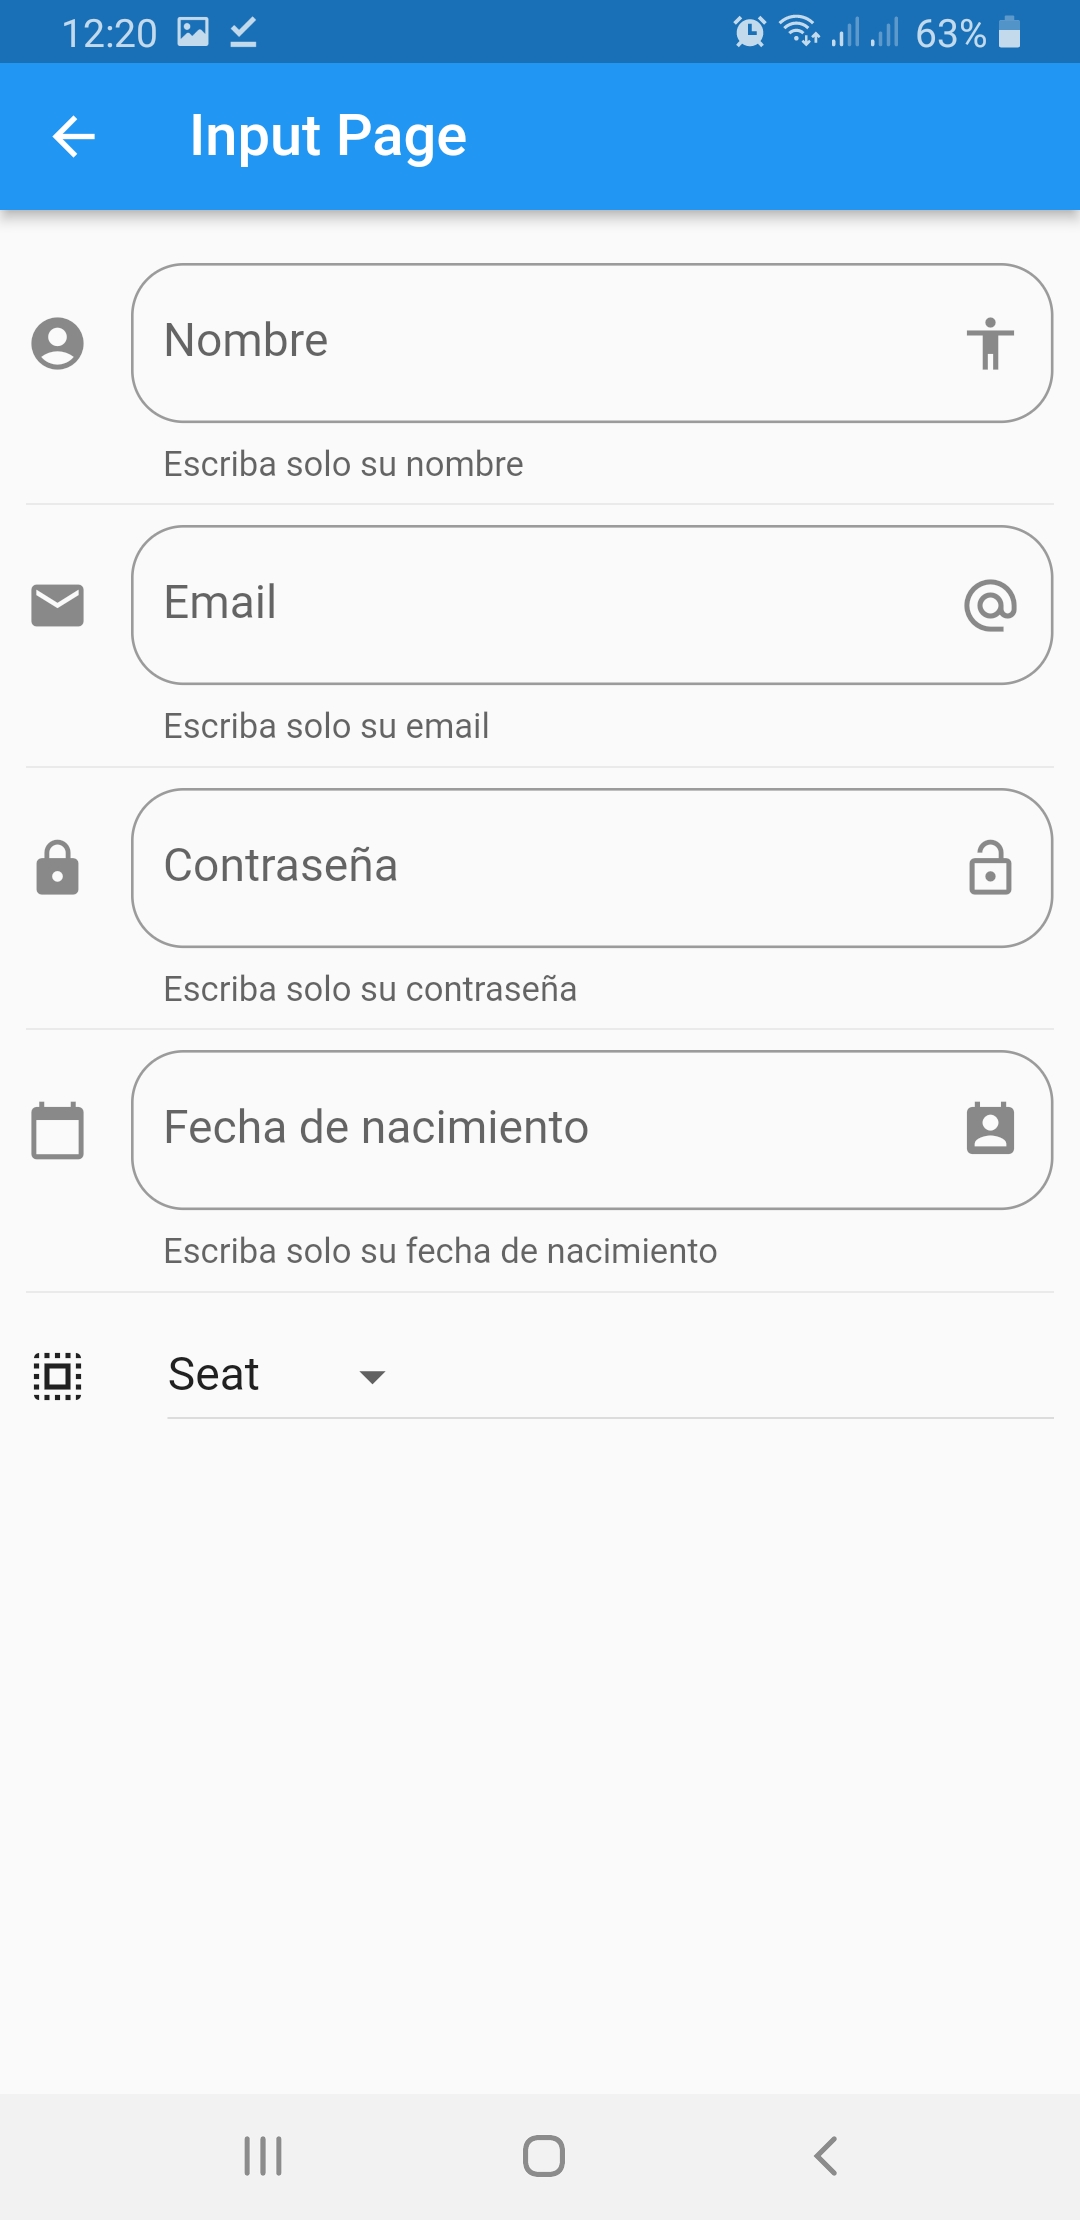 12:20 63%
Input Page
Nombre
Escriba solo su nombre
Email
Escriba solo su email
Contraseña
Escriba solo su contraseña
Fecha de nacimiento
Escriba solo su fecha de nacimiento
Seat